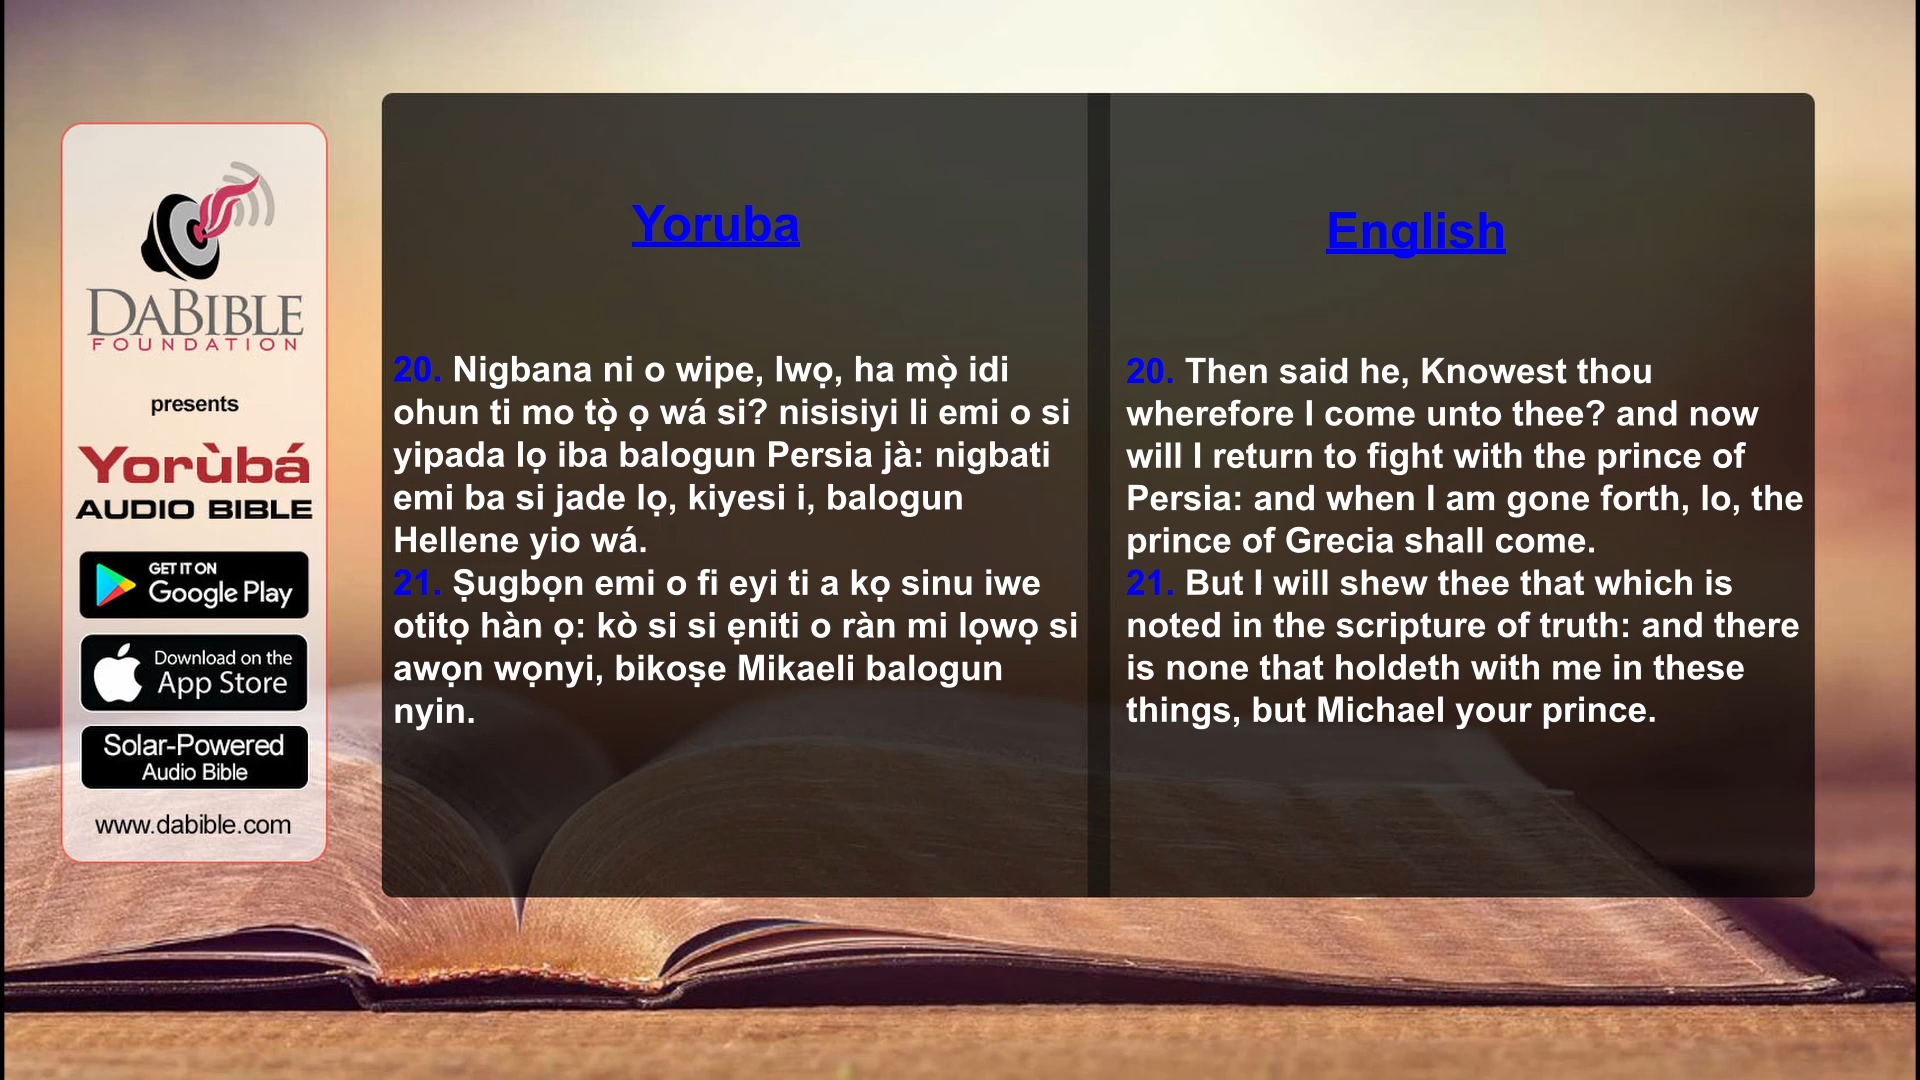 DABIBLE
FOUNDATION
presents
Yorùbá
AUDIO BIBLE
GET IT ON
Google Play
Download on the
App Store
Solar-Powered
Audio Bible
www.dabible.com
Yoruba
20. Nigbana ni o wipe, Iwọ, ha mọ̀ idi
ohun ti mo tọ̀ ọ wá si? nisisiyi li emi o si
yipada lọ iba balogun Persia jà: nigbati
emi ba si jade lọ, kiyesi i, balogun
Hellene yio wá.
21. Ṣugbọn emi o fi eyi ti a kọ sinu iwe
otitọ hàn ọ: kò si si ẹniti o ràn mi lọwọ si
awọn wọnyi, bikoṣe Mikaeli balogun
nyin.
English
20. Then said he, Knowest thou
wherefore I come unto thee? and now
will I return to fight with the prince of
Persia: and when I am gone forth, lo, the
prince of Grecia shall come.
21. But I will shew thee that which is
noted in the scripture of truth: and there
is none that holdeth with me in these
things, but Michael your prince.